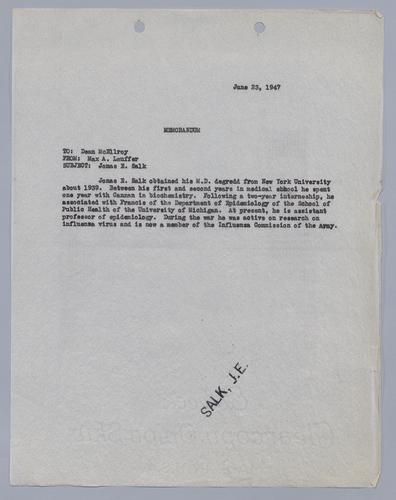 June 23, 1947
MEMORANDUM
TO: Dean McEllroy
FROM: Max A. Lauffer
SUBJECT: Jonas E. Salk
Jonas E. Salk obtained his M.D. degredd from New York University
about 1939. Between his first and second years in medical school he spent
one year with Cannan in biochemistry. Following a two-year interneship, he
associated with Francis of the Department of Epidemiology of the School of
Public Health of the University of Michigan. At present, he is assistant
professor of epidemiology. During the war he was active on research on
influenza virus and is now a member of the Influenza Commission of the Army.
SALK, J.E.